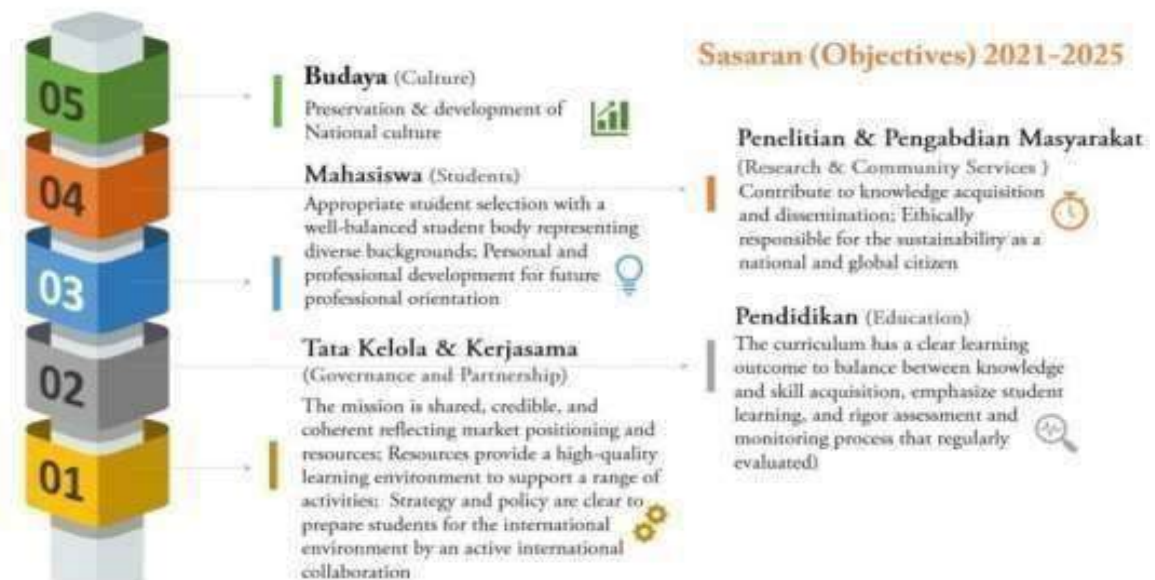 Sasaran (Objectives) 2021-2025
05
Budaya (Culture)
Preservation & development of
National culture
04
Penelitian & Pengabdian Masyarakat
(Research & Community Services )
Contribute to knowledge acquisition
and dissemination; Ethically
responsible for the sustainability as a
national and global citizen
03
Mahasiswa (Students)
Appropriate student selection with a
well-balanced student body representing
diverse backgrounds; Personal and
professional development for future
professional orientation
02
Pendidikan (Education)
The curriculum has a clear learning
outcome to balance between knowledge
and skill acquisition, emphasize student
learning, and rigor assessment and
monitoring process that regularly
evaluated)
01
Tata Kelola & Kerjasama
(Governance and Partnership)
The mission is shared, credible, and
coherent reflecting market positioning and
resources; Resources provide a high-quality
learning environment to support a range of
activities; Strategy and policy are clear to
prepare students for the international
environment by an active international
collaboration